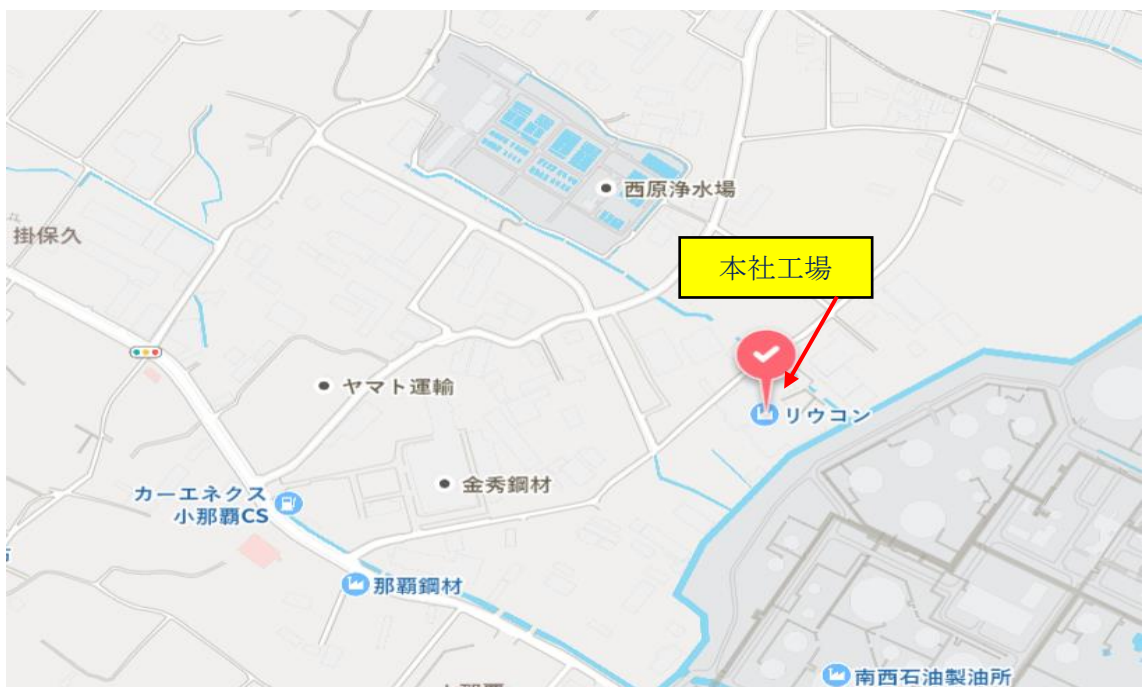 西原浄水場
掛保久
本社工場
ヤマト運輸
リウコン
金秀鋼材
カーエネクス
小那覇CS
那覇鋼材
南西石油製油所